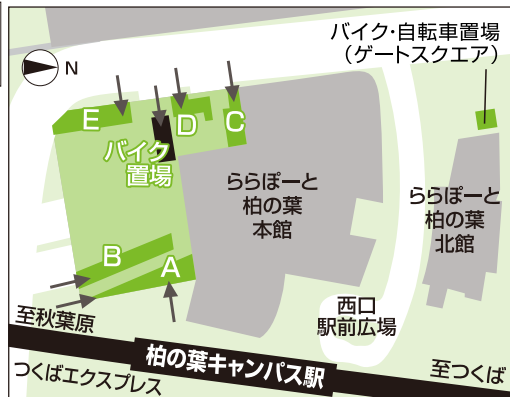 バイク・自転車置場
（ゲートスクエア）
N
E
D
C
バイク
置場
ららぽーと
柏の葉
本館
ららぽーと
柏の葉
北館
B
A
西口
駅前広場
至秋葉原
柏の葉キャンパス駅
至つくば
つくばエクスプレス